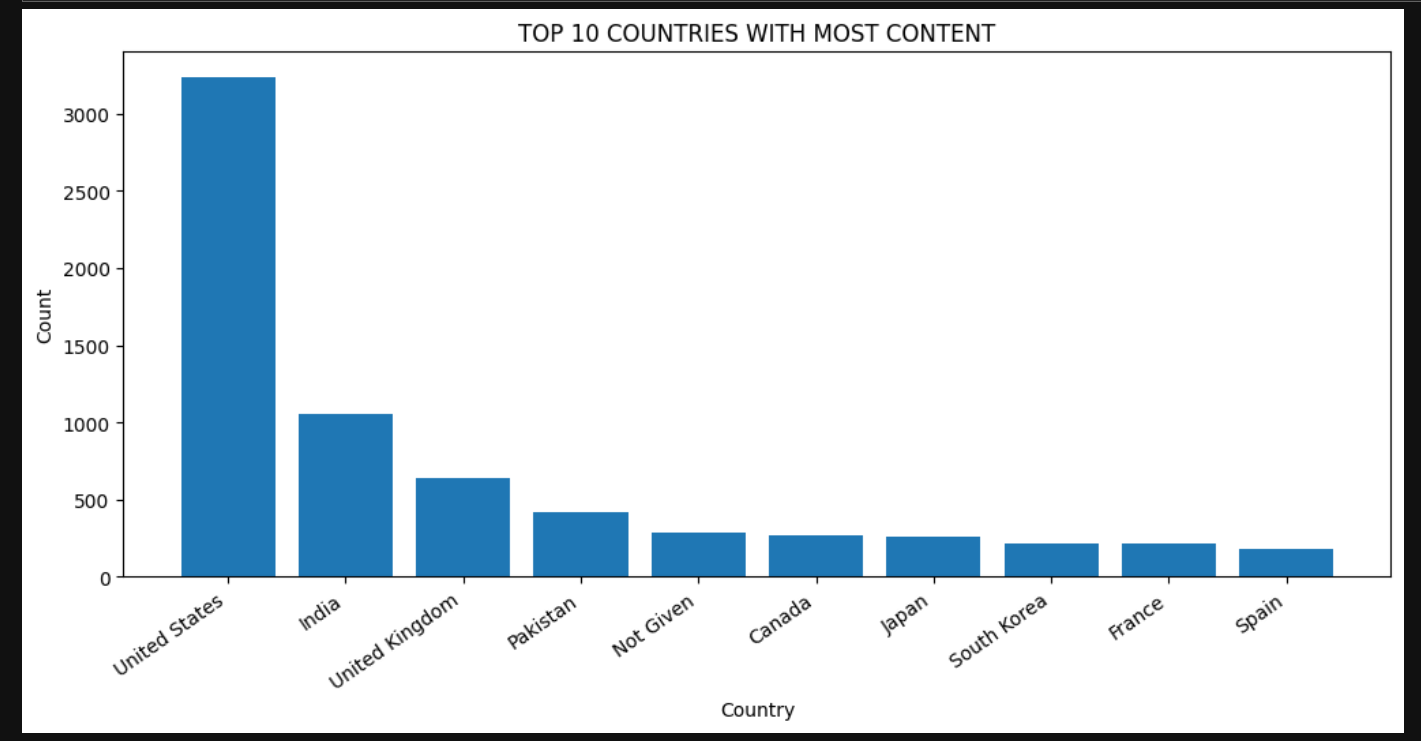 TOP 10 COUNTRIES WITH MOST CONTENT
3000
2500
2000
1500
1000
500
0
Count
United States
India
United Kingdom
Pakistan
Not Given
Canada
Japan
South Korea
France
Spain
Country